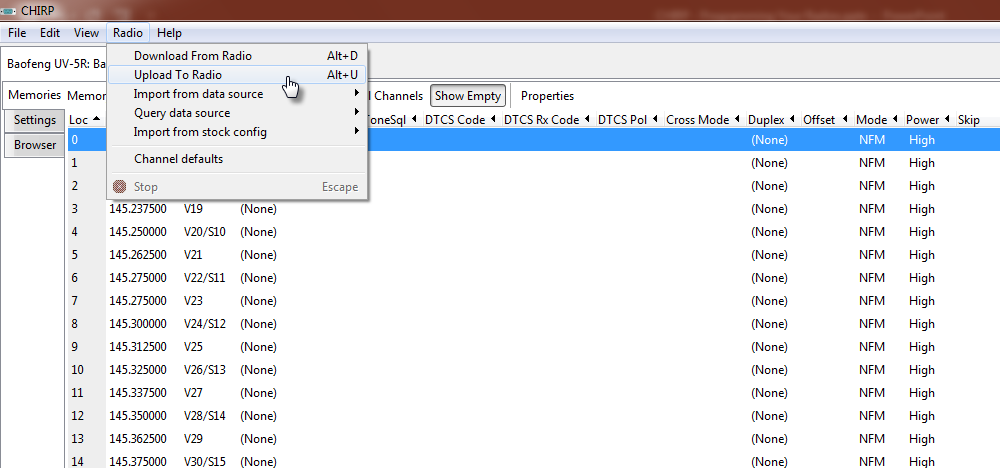 CHIRP
File Edit View Radio Help
Baofeng UV-5R: Ba
Download From Radio Alt+D
Upload To Radio Alt+U
Import from data source
Query data source
Import from stock config
Channel defaults
Stop Escape
Memories Memor l Channels Show Empty Properties
Settings
Browser
Loc ToneSql DTCS Code DTCS Rx Code DTCS Pol Cross Mode Duplex Offset Mode Power Skip
0 (None) NFM High
1 (None) NFM High
2 (None) NFM High
3 145.237500 V19 (None) (None) NFM High
4 145.250000 V20/S10 (None) (None) NFM High
5 145.262500 V21 (None) (None) NFM High
6 145.275000 V22/S11 (None) (None) NFM High
7 145.275000 V23 (None) (None) NFM High
8 145.300000 V24/S12 (None) (None) NFM High
9 145.312500 V25 (None) (None) NFM High
10 145.325000 V26/S13 (None) (None) NFM High
11 145.337500 V27 (None) (None) NFM High
12 145.350000 V28/S14 (None) (None) NFM High
13 145.362500 V29 (None) (None) NFM High
14 145.375000 V30/S15 (None) (None) NFM High